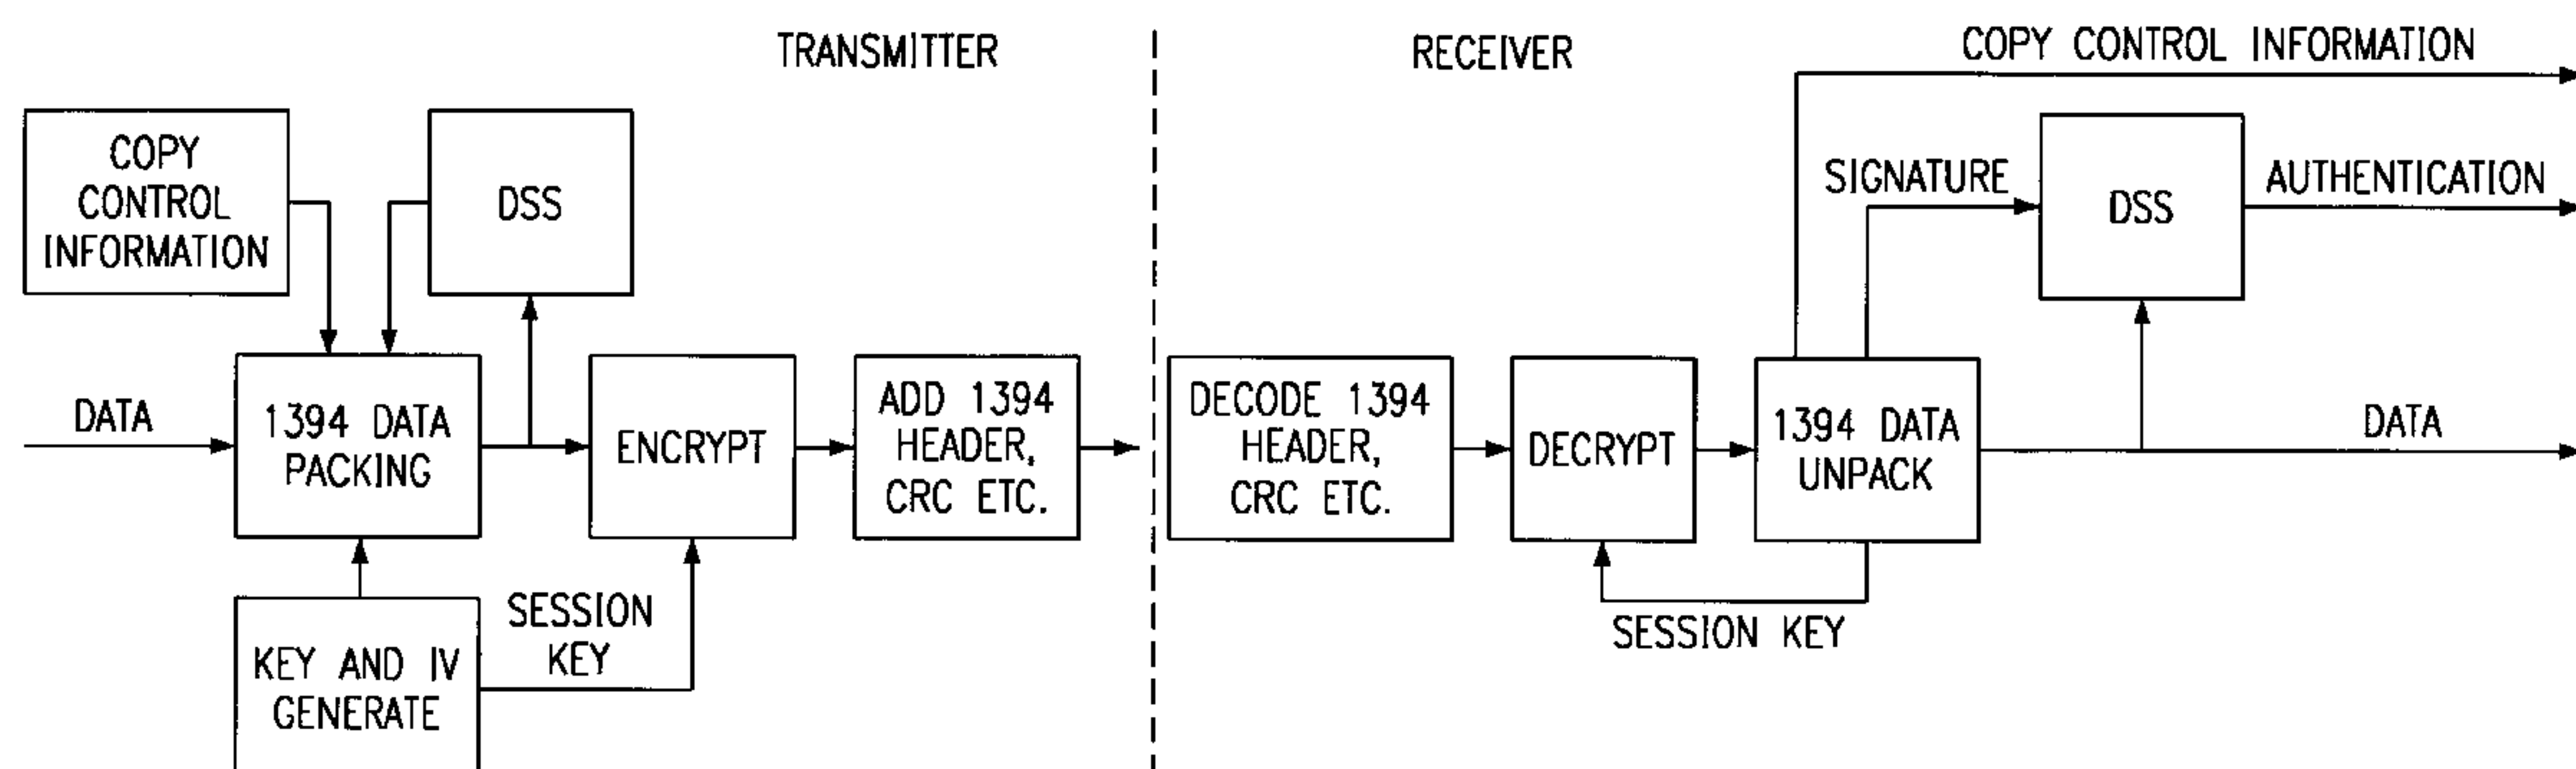 TRANSMITTER
RECEIVER
COPY CONTROL INFORMATION
COPY
CONTROL
INFORMATION
DSS
SIGNATURE
DSS
AUTHENTICATION
DATA
1394 DATA
PACKING
ENCRYPT
ADD 1394
HEADER,
CRC ETC.
DECODE 1394
HEADER,
CRC ETC.
DECRYPT
1394 DATA
UNPACK
DATA
KEY AND IV
GENERATE
SESSION
KEY
SESSION KEY